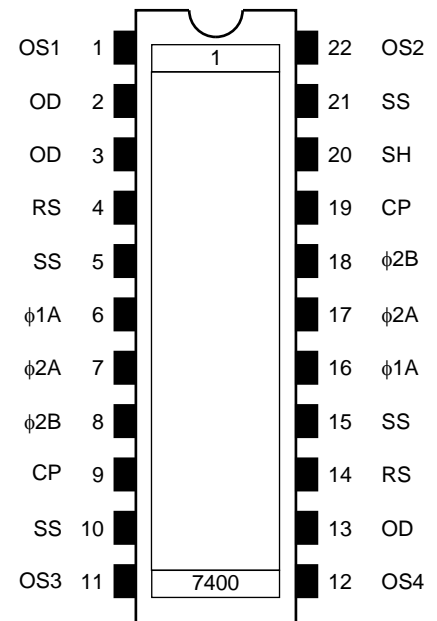 OS1 1 1 22 OS2
OD 2 21 SS
OD 3 20 SH
RS 4 19 CP
SS 5 18 ϕ2B
ϕ1A 6 17 ϕ2A
ϕ2A 7 16 ϕ1A
ϕ2B 8 15 SS
CP 9 14 RS
SS 10 13 OD
OS3 11 7400 12 OS4